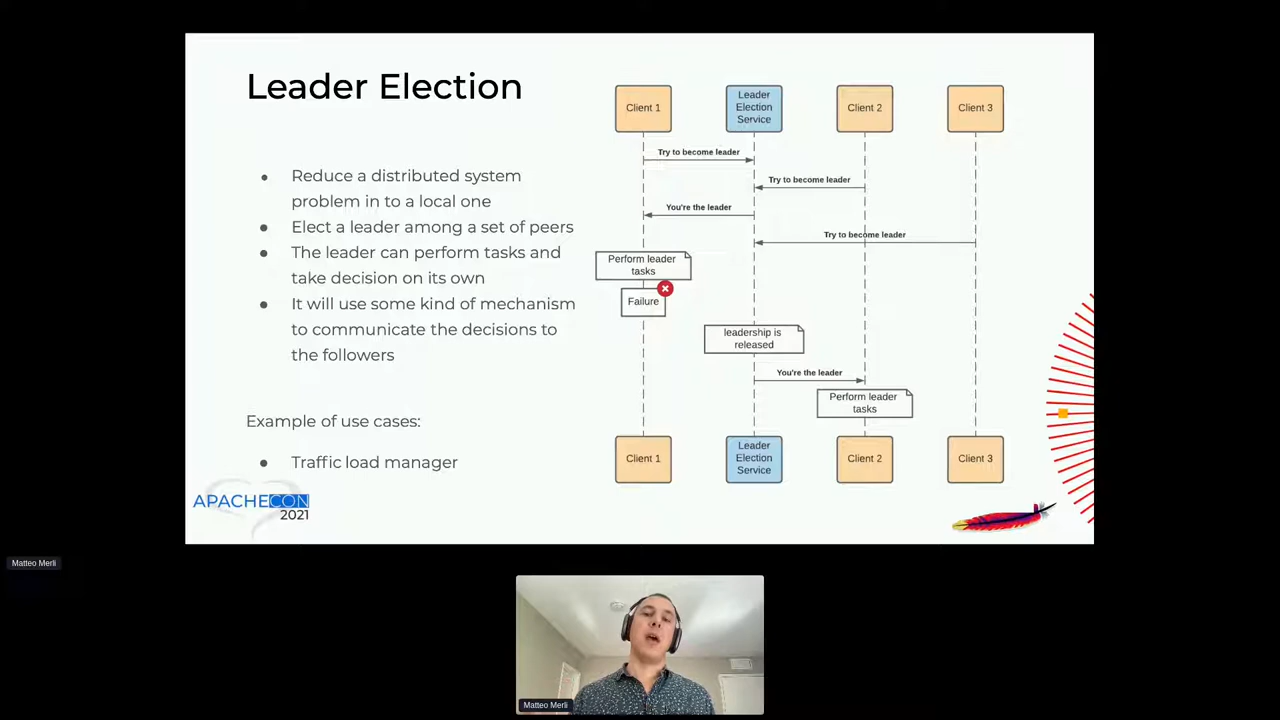 Leader Election
Reduce a distributed system
problem in to a local one
Elect a leader among a set of peers
The leader can perform tasks and
take decision on its own
It will use some kind of mechanism
to communicate the decisions to
the followers
Example of use cases:
Traffic load manager
APACHECON
2021
Client 1
Leader
Election
Service
Client 2
Client 3
Try to become leader
Try to become leader
You're the leader
Try to become leader
Perform leader
tasks
Failure
leadership is
released
You're the leader
Perform leader
tasks
Client 1
Leader
Election
Service
Client 2
Client 3
Matteo Merli
Matteo Merli